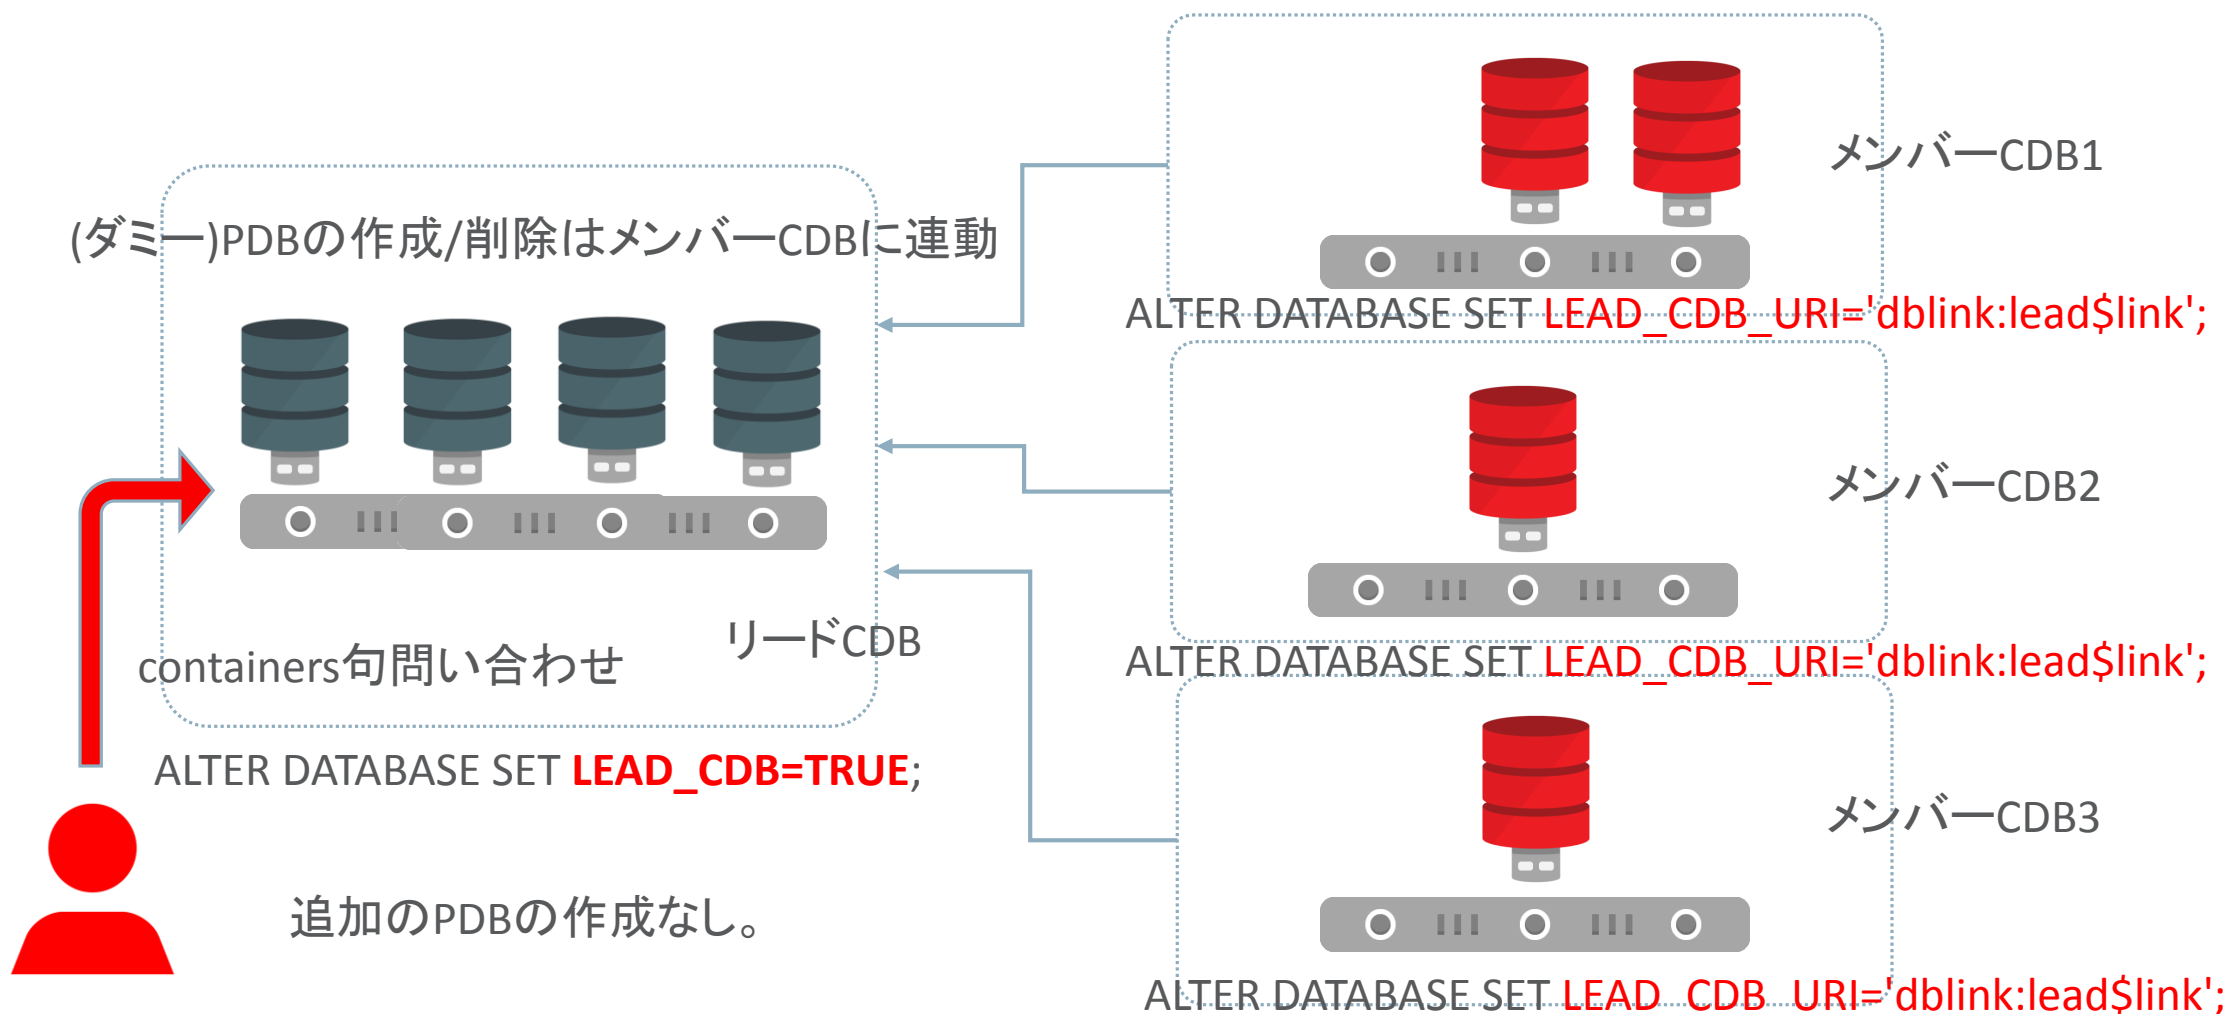 (ダミー)PDBの作成/削除はメンバーCDBに連動
containers句問い合わせ
リードCDB
ALTER DATABASE SET LEAD_CDB=TRUE;
追加のPDBの作成なし。
メンバーCDB1
ALTER DATABASE SET LEAD_CDB_URI='dblink:lead$link';
メンバーCDB2
ALTER DATABASE SET LEAD_CDB_URI='dblink:lead$link';
メンバーCDB3
ALTER DATABASE SET LEAD_CDB_URI='dblink:lead$link';